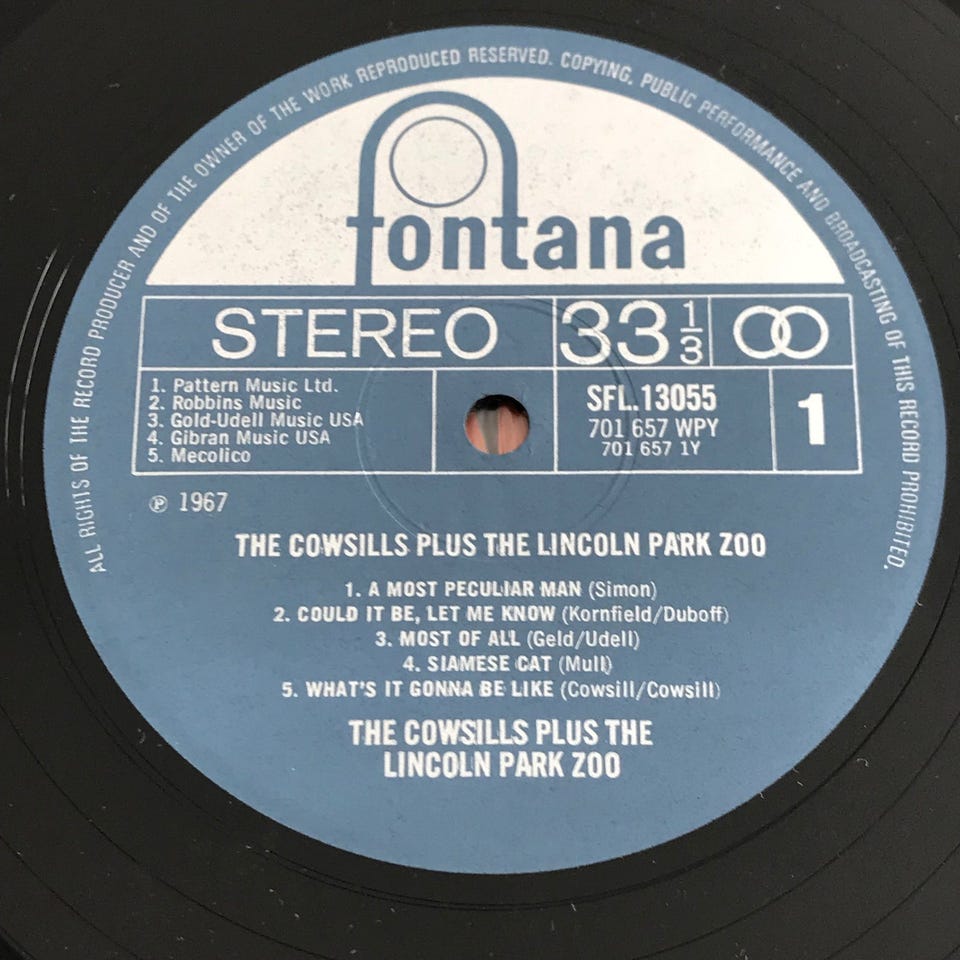 ALL RIGHTS OF THE RECORD PRODUCER AND OF THE OWNER OF THE WORK REPRODUCED RESERVED. COPYING, PUBLIC PERFORMANCE AND BROADCASTING OF THIS RECORD PROHIBITED.
fontana
STEREO 33 1/3
1. Pattern Music Ltd.
2. Robbins Music
3. Gold-Udell Music USA
4. Gibran Music USA
5. Mecolico
SFL.13055
701 657 WPY
701 657 1Y
1
℗ 1967
THE COWSILLS PLUS THE LINCOLN PARK ZOO
1. A MOST PECULIAR MAN (Simon)
2. COULD IT BE, LET ME KNOW (Kornfield/Duboff)
3. MOST OF ALL (Geld/Udell)
4. SIAMESE CAT (Mull)
5. WHAT'S IT GONNA BE LIKE (Cowsill/Cowsill)
THE COWSILLS PLUS THE
LINCOLN PARK ZOO